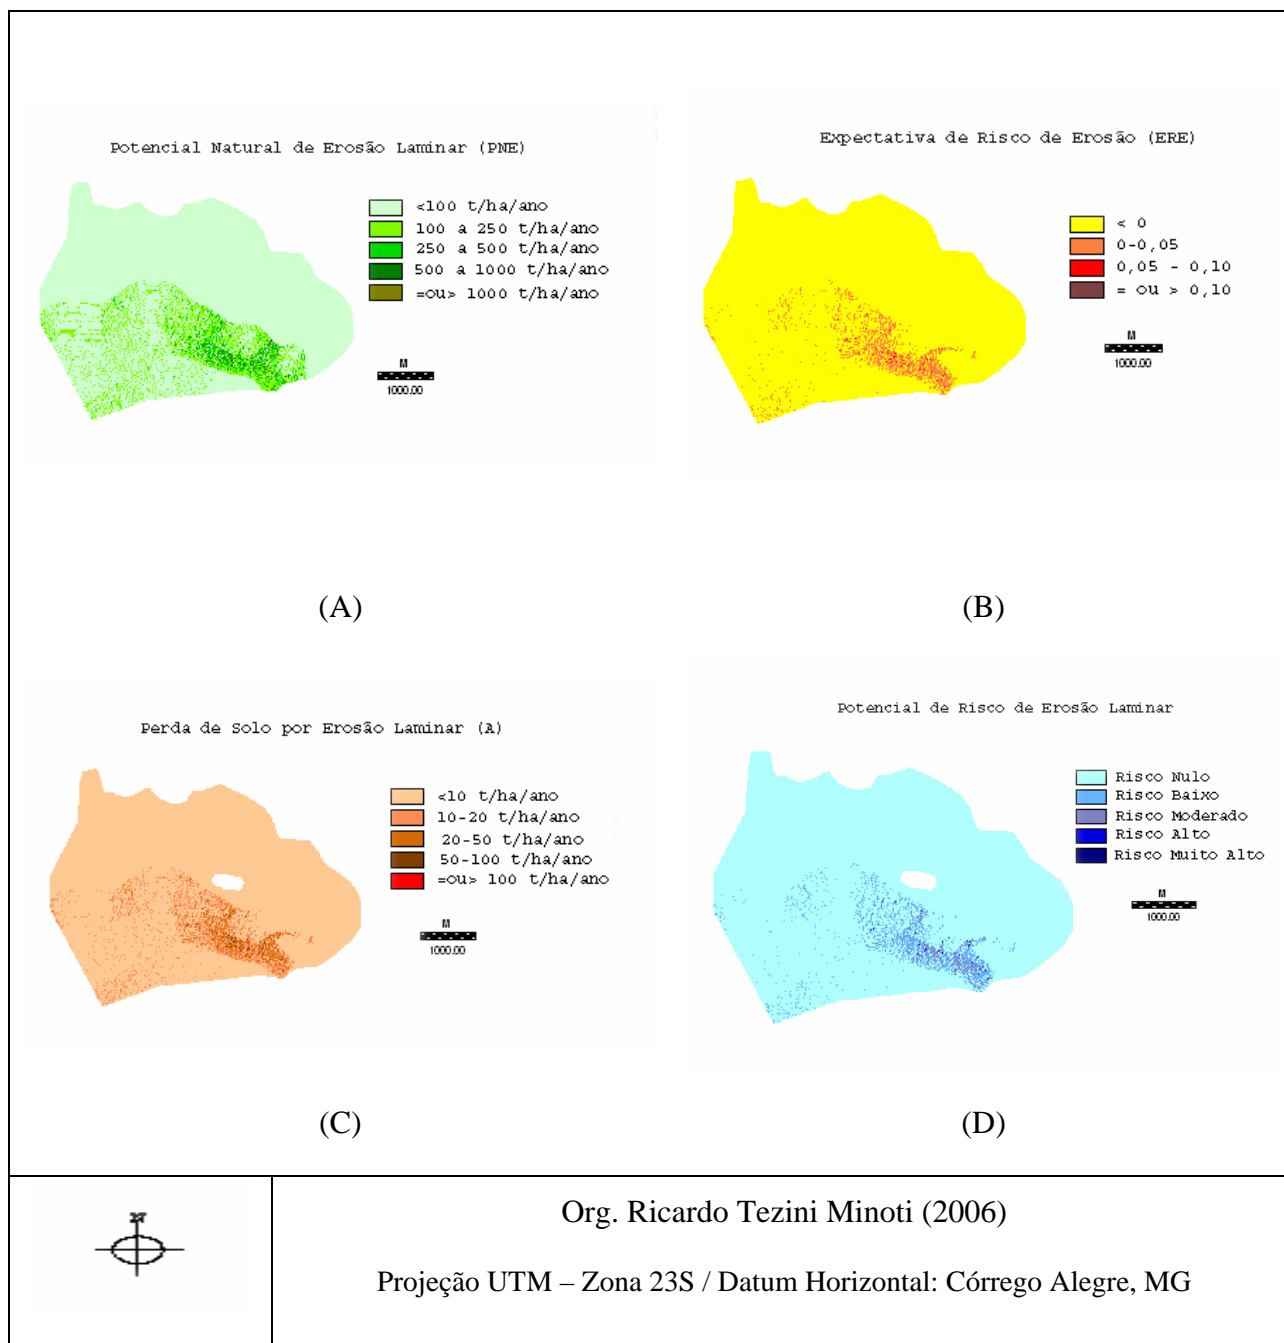 Potencial Natural de Erosão Laminar (PNE)
<100 t/ha/ano
100 a 250 t/ha/ano
250 a 500 t/ha/ano
500 a 1000 t/ha/ano
=ou> 1000 t/ha/ano
M
1000.00
(A)
Expectativa de Risco de Erosão (ERE)
< 0
0-0,05
0,05 - 0,10
= ou > 0,10
M
1000.00
(B)
Perda de Solo por Erosão Laminar (A)
<10 t/ha/ano
10-20 t/ha/ano
20-50 t/ha/ano
50-100 t/ha/ano
=ou> 100 t/ha/ano
M
1000.00
(C)
Potencial de Risco de Erosão Laminar
Risco Nulo
Risco Baixo
Risco Moderado
Risco Alto
Risco Muito Alto
M
1000.00
(D)
N
Org. Ricardo Tezini Minoti (2006)
Projeção UTM – Zona 23S / Datum Horizontal: Córrego Alegre, MG